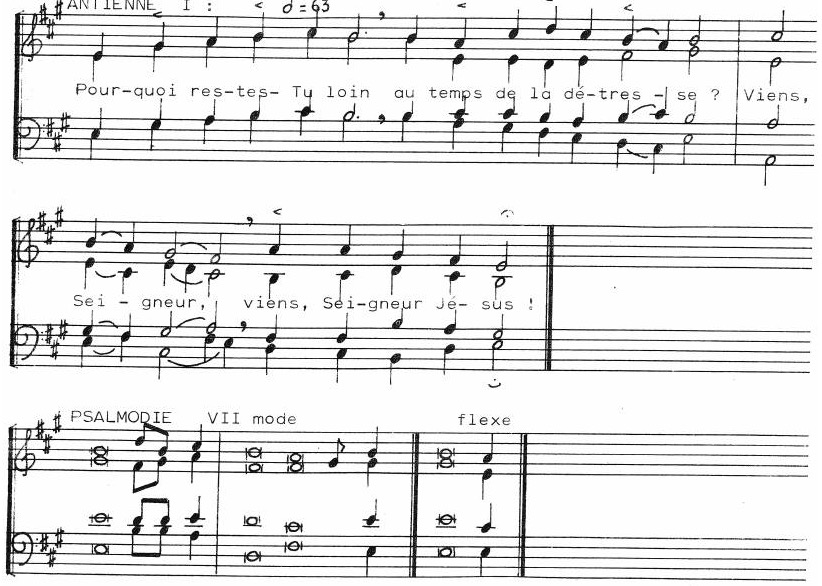 ANTIENNE I : ♩=63
Pour-quoi res-tes- Tu loin au temps de la dé-tres - se ? Viens,
Sei - gneur, viens, Sei-gneur Jé- sus !
PSALMODIE VII mode flexe